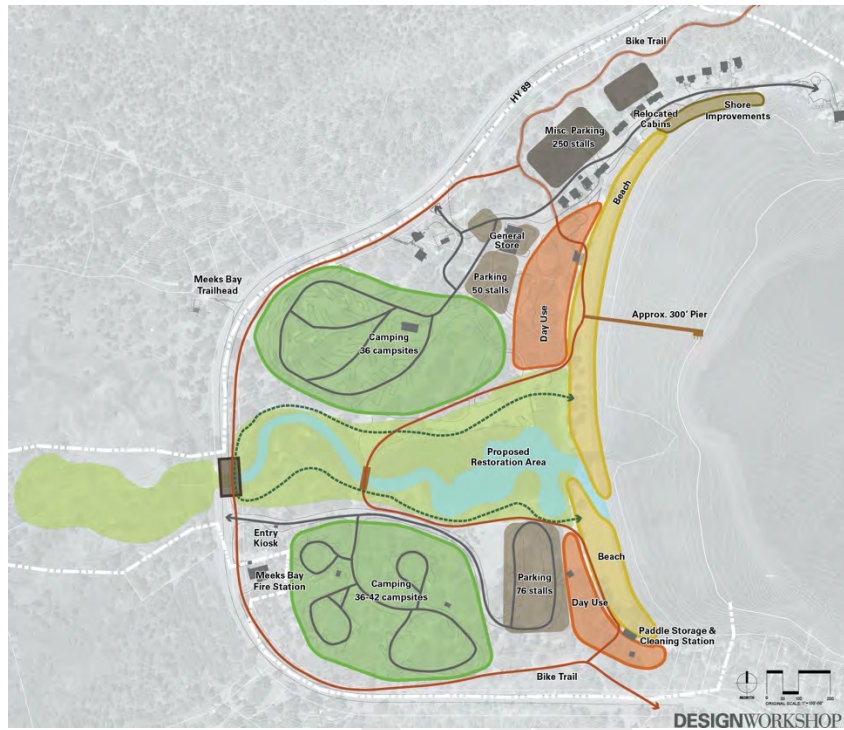 Bike Trail
HY 89
Relocated
Cabins
Shore
Improvements
Misc. Parking
250 stalls
Beach
General
Store
Meeks Bay
Trailhead
Parking
50 stalls
Day Use
Approx. 300' Pier
Camping
36 campsites
Proposed
Restoration Area
Entry
Kiosk
Meeks Bay
Fire Station
Camping
36-42 campsites
Parking
76 stalls
Beach
Day Use
Paddle Storage &
Cleaning Station
Bike Trail
NORTH
DESIGNWORKSHOP